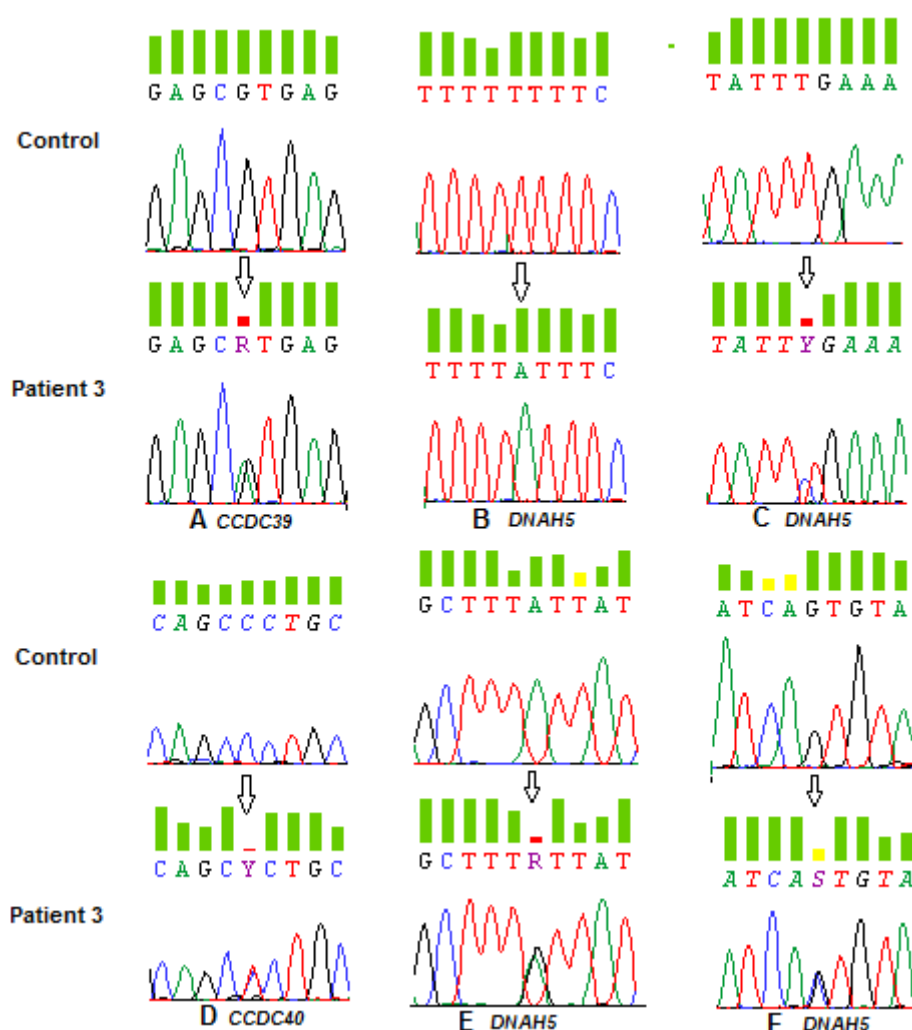 GAGCGTGAG
TTTTTTTTC
TATTTGAAA
Control
GAGCRTGAG
TTTTATTTC
TATTYGAAA
Patient 3
A CCDC39
B DNAH5
C DNAH5
CAGCCCTGC
GCTTTATTAT
ATCAGTGTA
Control
CAGCYCTGC
GCTTTRTTAT
ATCASTGTA
Patient 3
D CCDC40
E DNAH5
F DNAH5